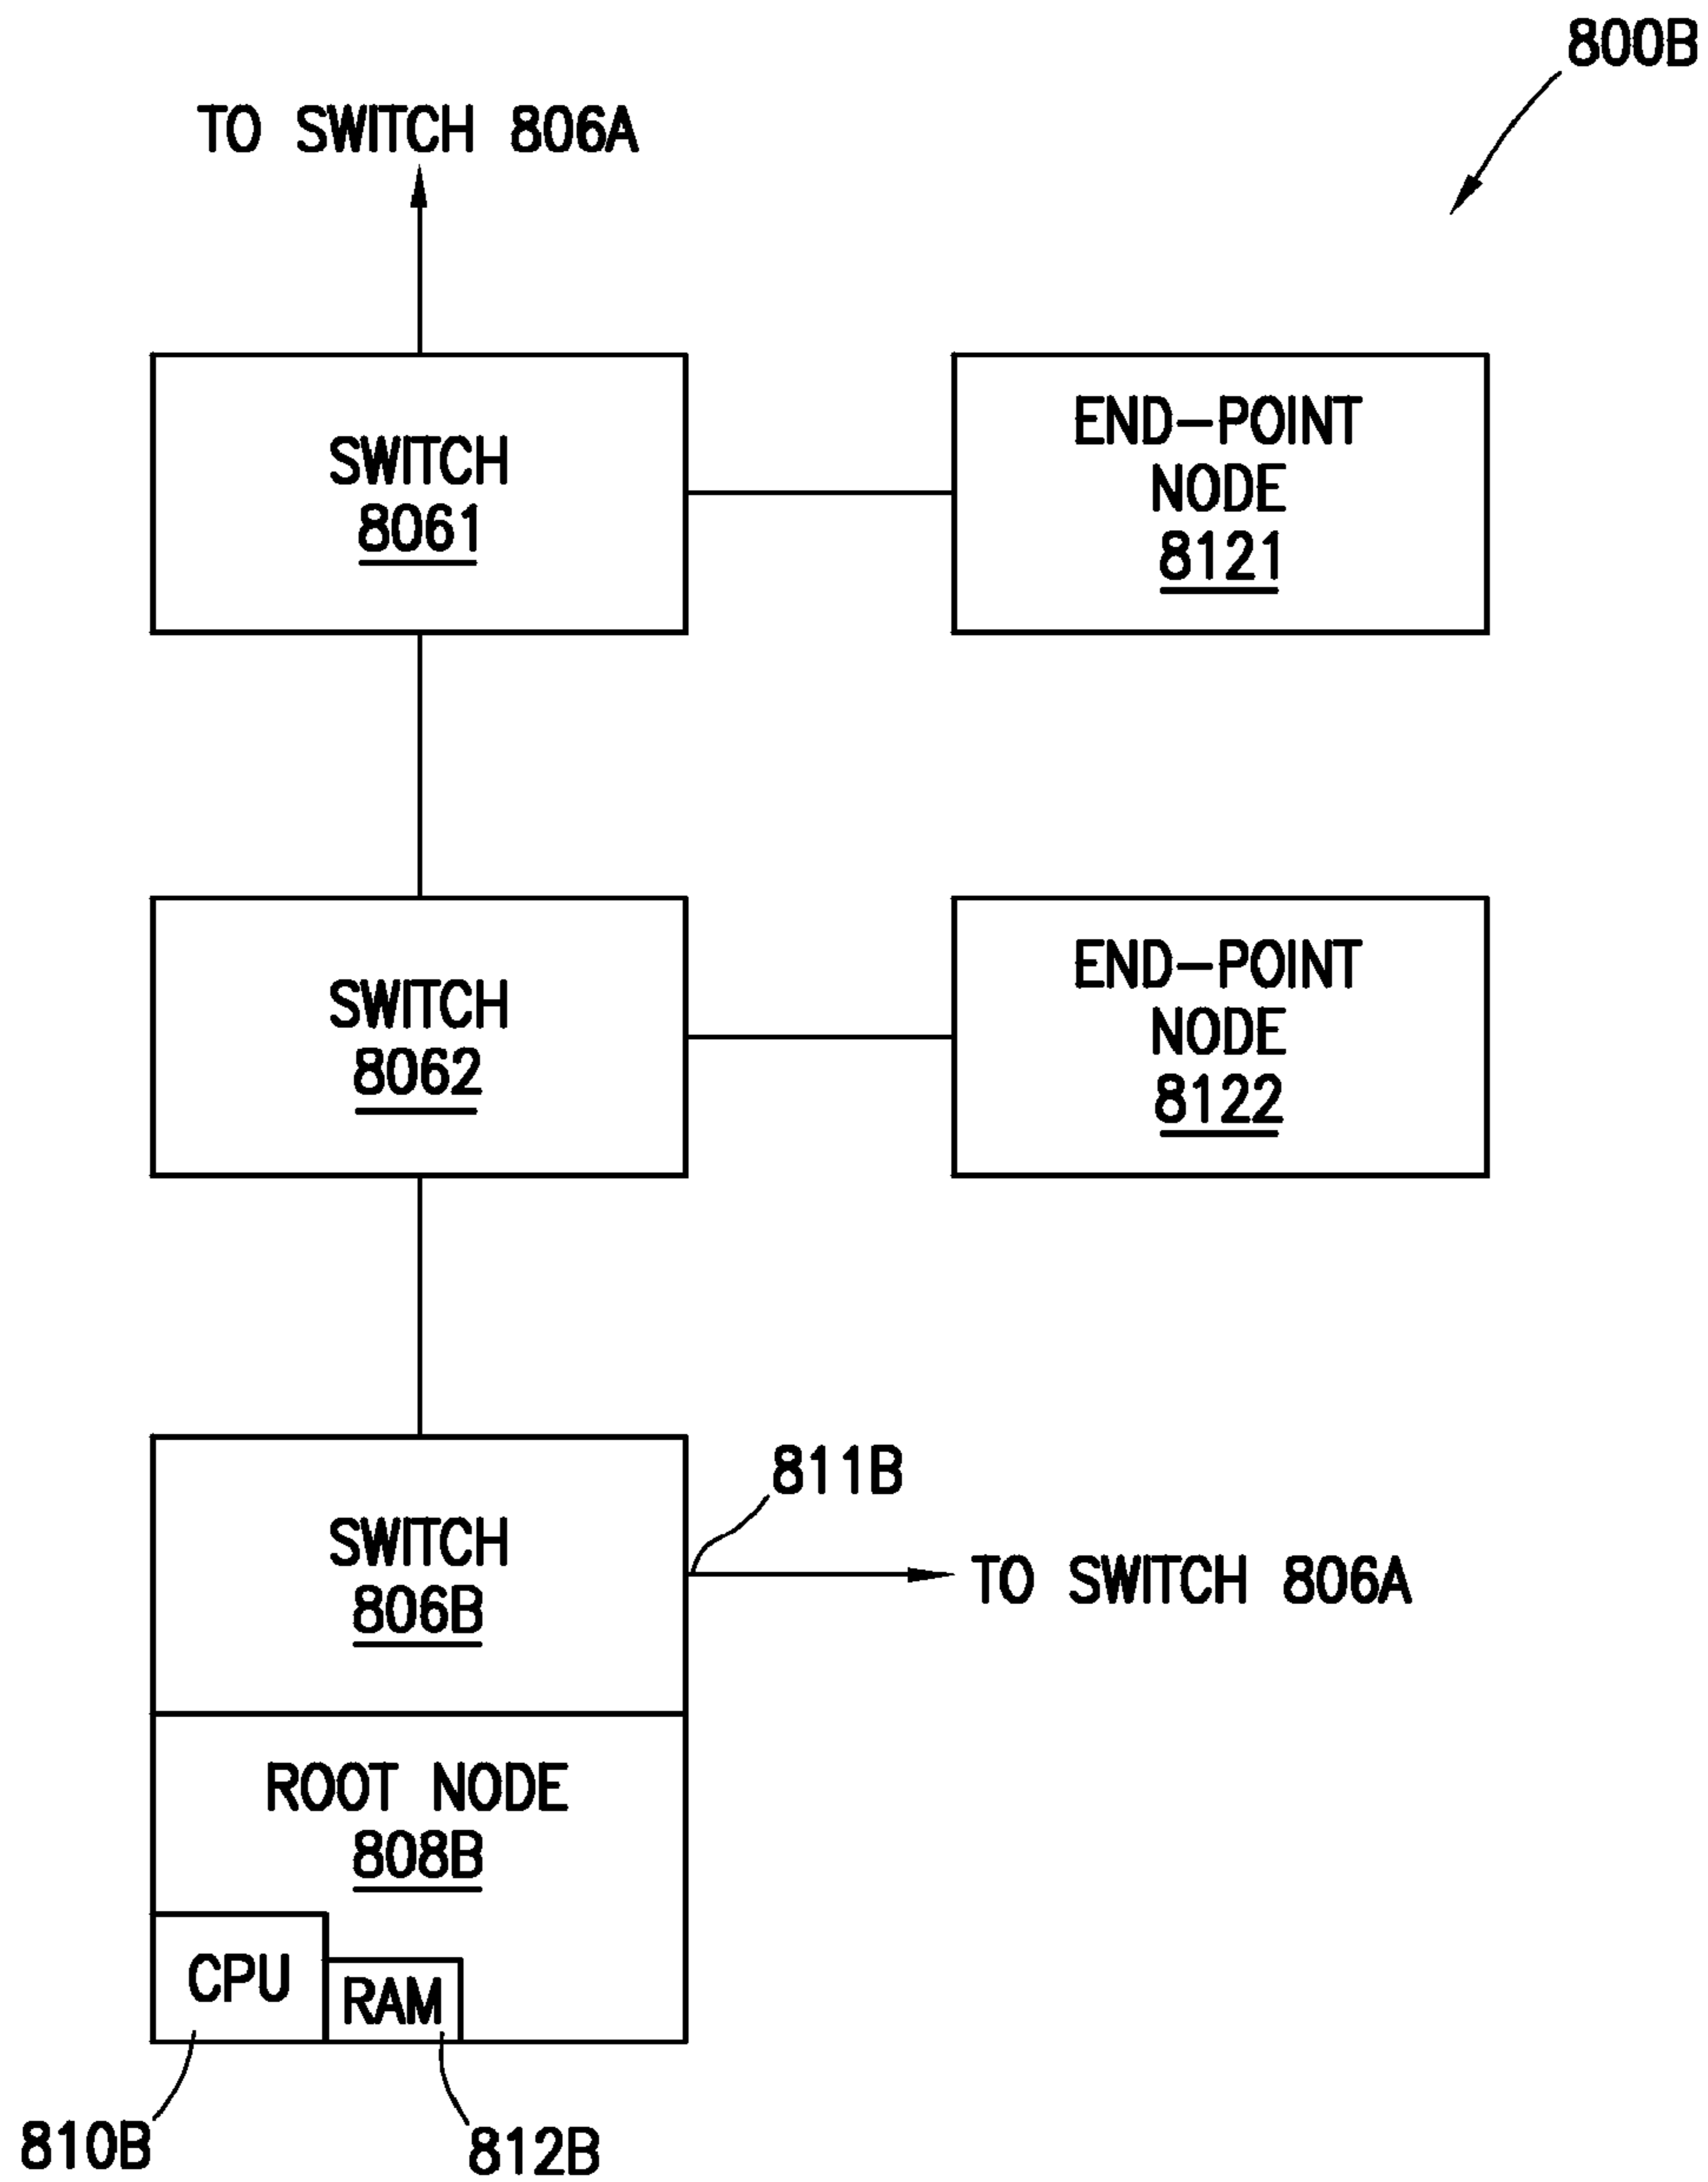 800B
TO SWITCH 806A
SWITCH
8061
END-POINT
NODE
8121
SWITCH
8062
END-POINT
NODE
8122
SWITCH
806B
811B
TO SWITCH 806A
ROOT NODE
808B
CPU
RAM
810B
812B